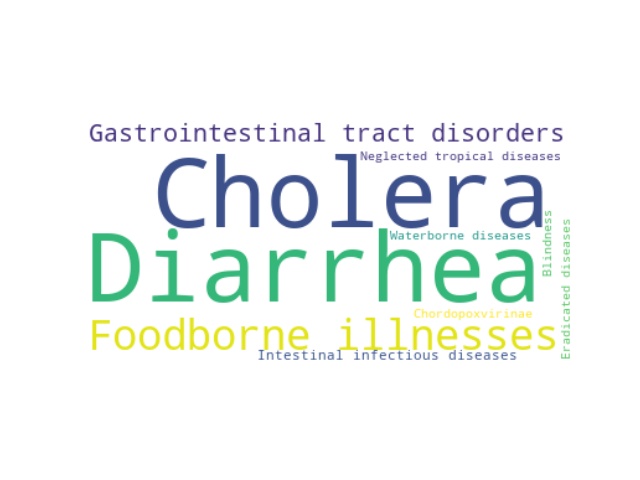 Gastrointestinal tract disorders
Neglected tropical diseases
Cholera
Waterborne diseases
Blindness
Eradicated diseases
Diarrhea
Chordopoxvirinae
Foodborne illnesses
Intestinal infectious diseases